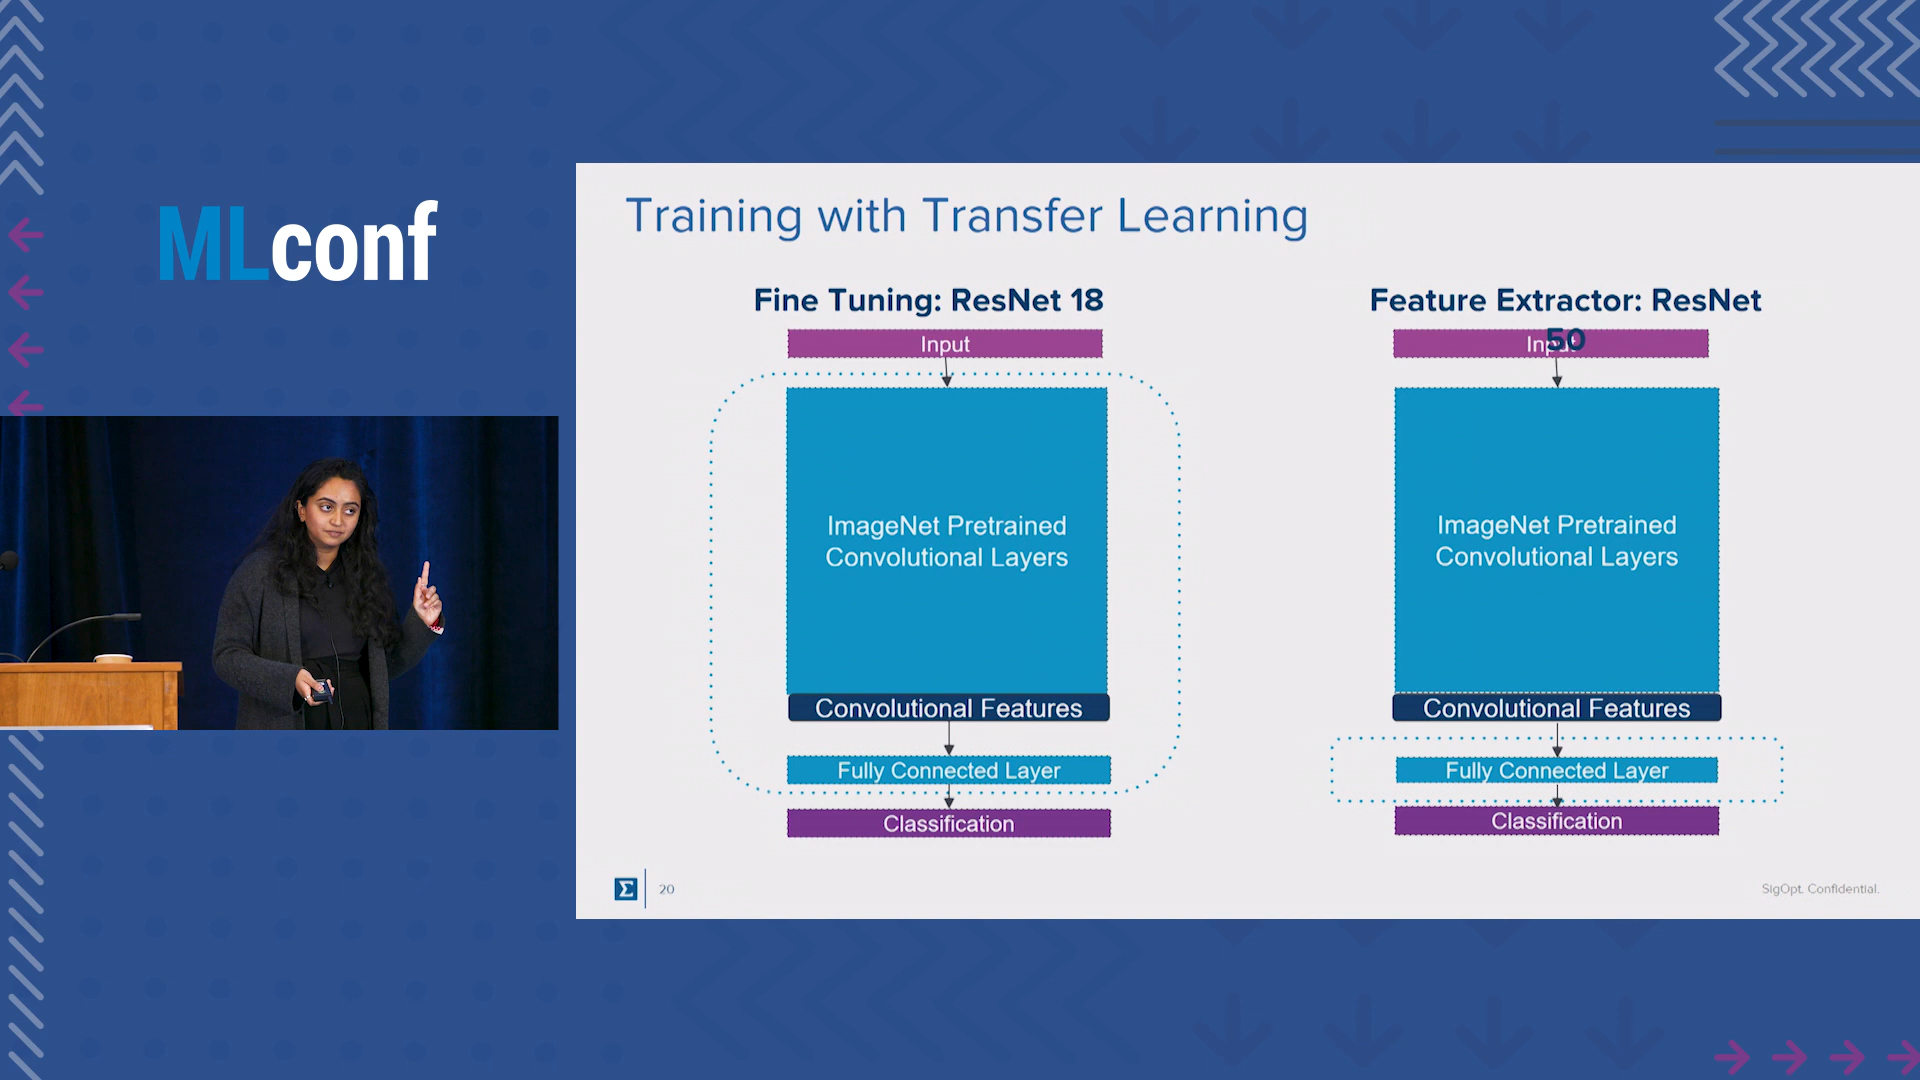 MLconf
Training with Transfer Learning
Fine Tuning: ResNet 18
Input
ImageNet Pretrained
Convolutional Layers
Convolutional Features
Fully Connected Layer
Classification
Feature Extractor: ResNet
50
Input
ImageNet Pretrained
Convolutional Layers
Convolutional Features
Fully Connected Layer
Classification
Σ
20
SigOpt. Confidential.